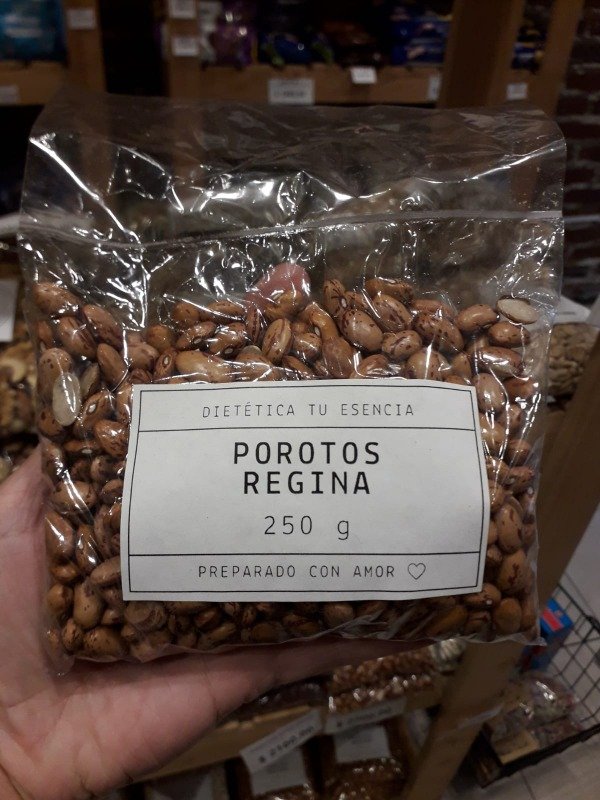 DIETÉTICA TU ESENCIA
POROTOS
REGINA
250 g
PREPARADO CON AMOR ♡